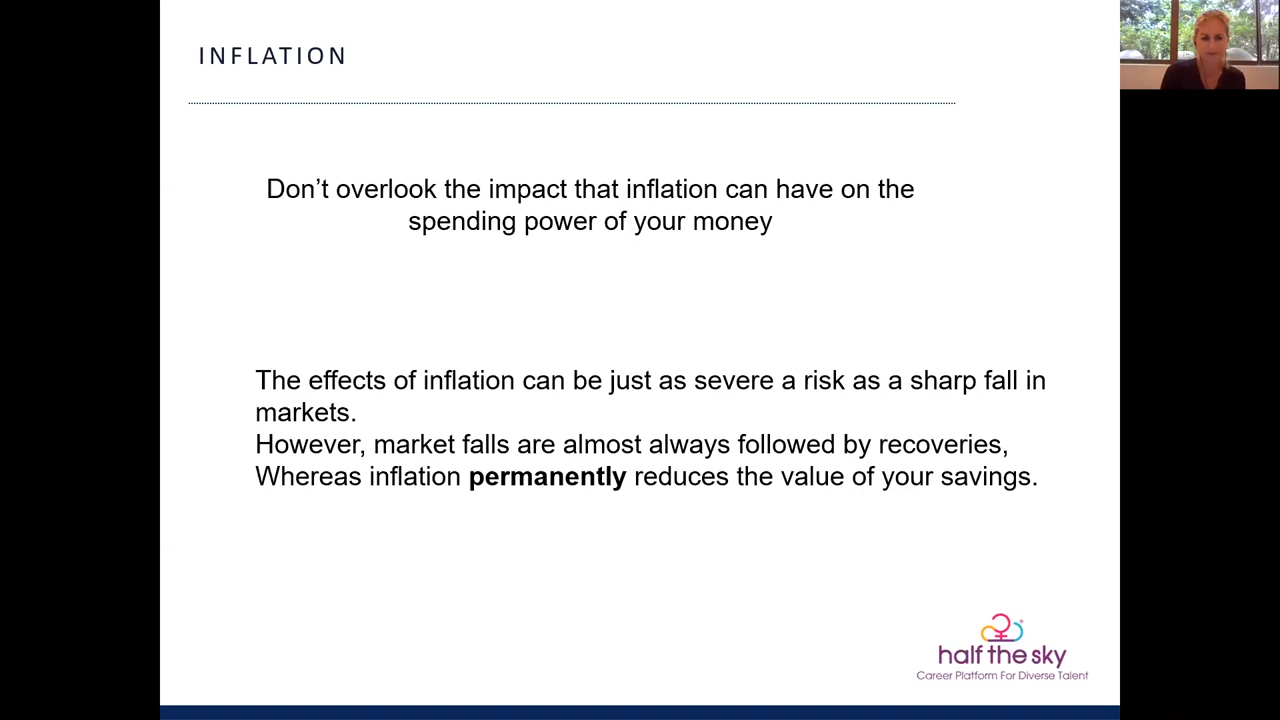 INFLATION
Don’t overlook the impact that inflation can have on the
spending power of your money
The effects of inflation can be just as severe a risk as a sharp fall in
markets.
However, market falls are almost always followed by recoveries,
Whereas inflation permanently reduces the value of your savings.
half the sky
Career Platform For Diverse Talent